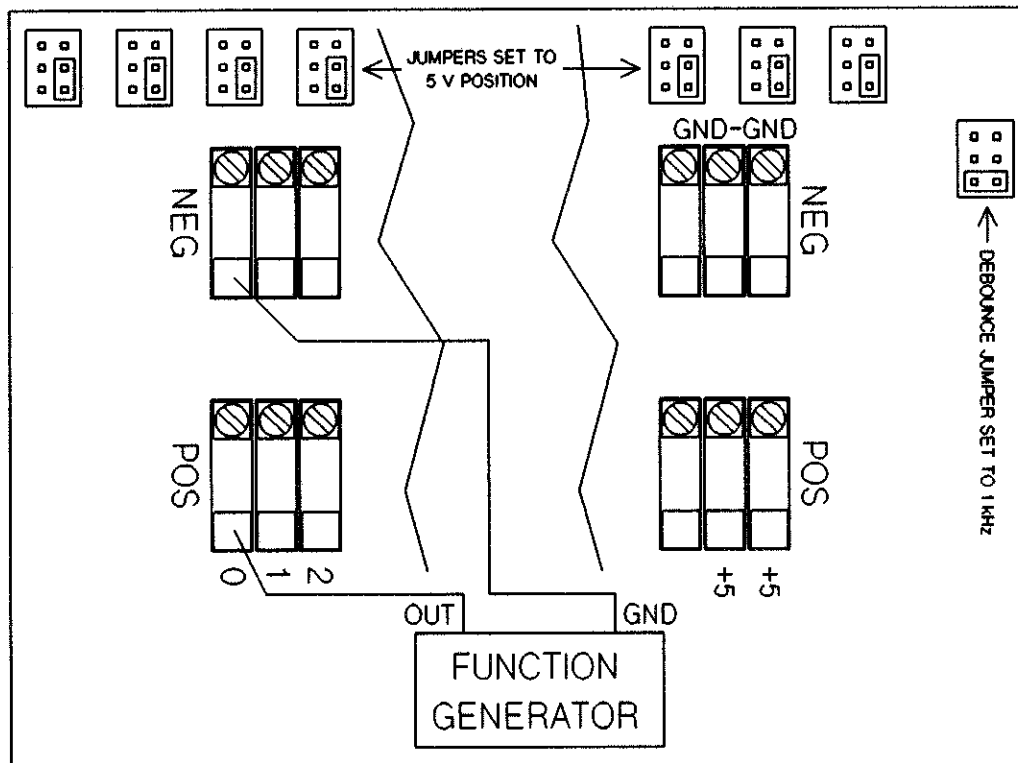 JUMPERS SET TO
5 V POSITION
GND-GND
NEG
NEG
DEBOUNCE JUMPER SET TO 1 kHz
POS
POS
0 1 2
+5 +5
OUT
GND
FUNCTION
GENERATOR